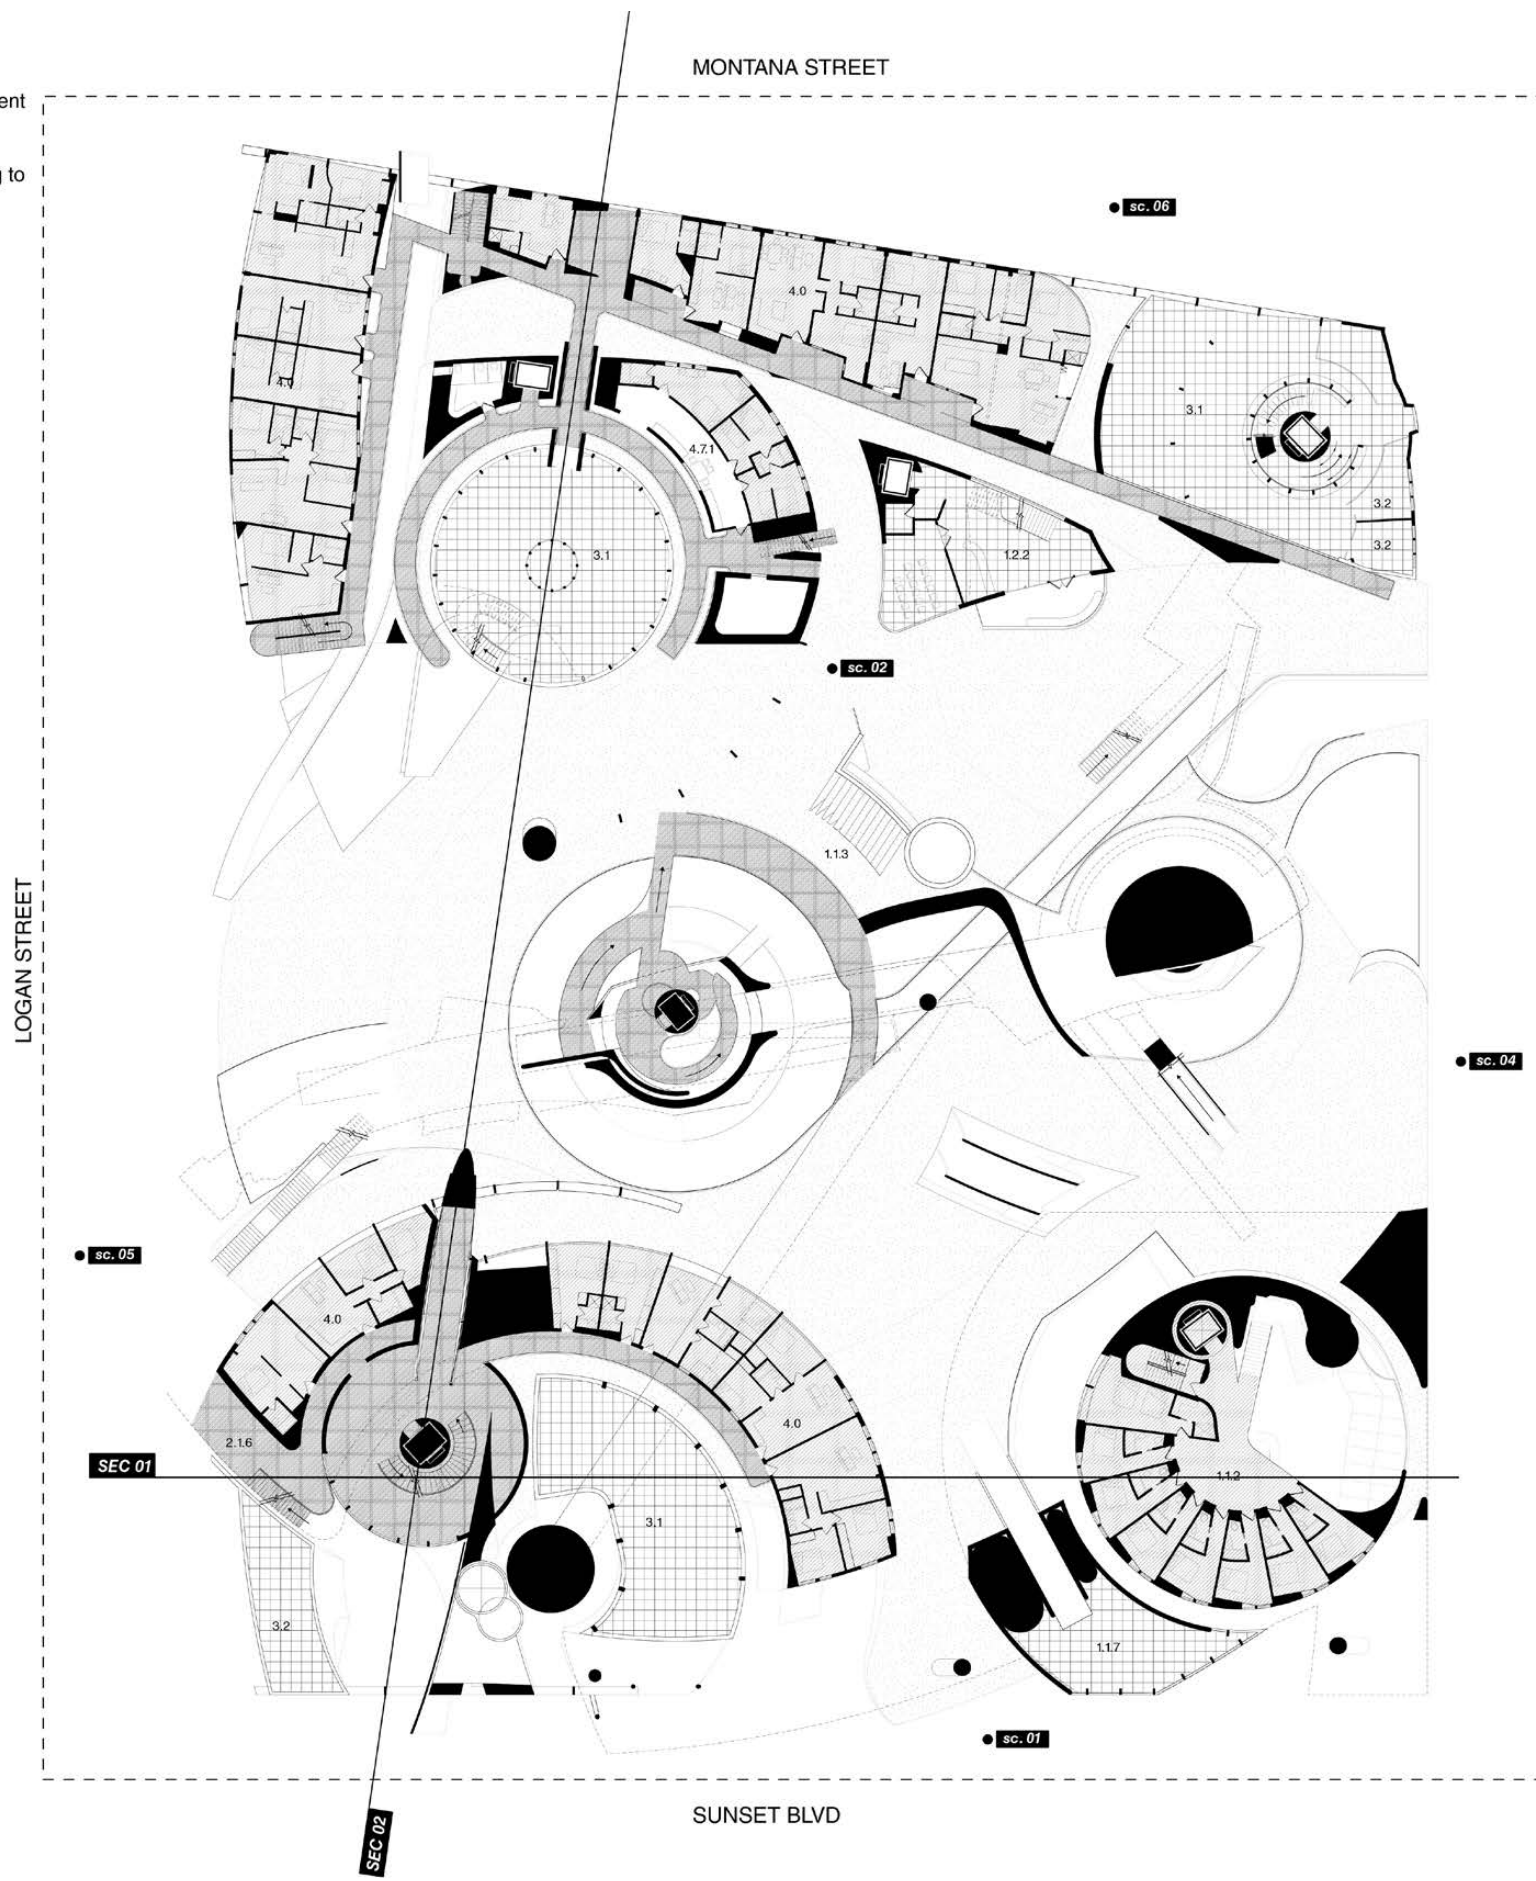 MONTANA STREET
ent
g to
sc. 06
4.0
4.0
3.1
4.7.1
3.2
3.1
1.2.2
3.2
sc. 02
1.1.3
LOGAN STREET
sc. 04
sc. 05
4.0
4.0
2.1.6
SEC 01
1.1.2
3.1
3.2
1.1.7
sc. 01
SUNSET BLVD
SEC 02